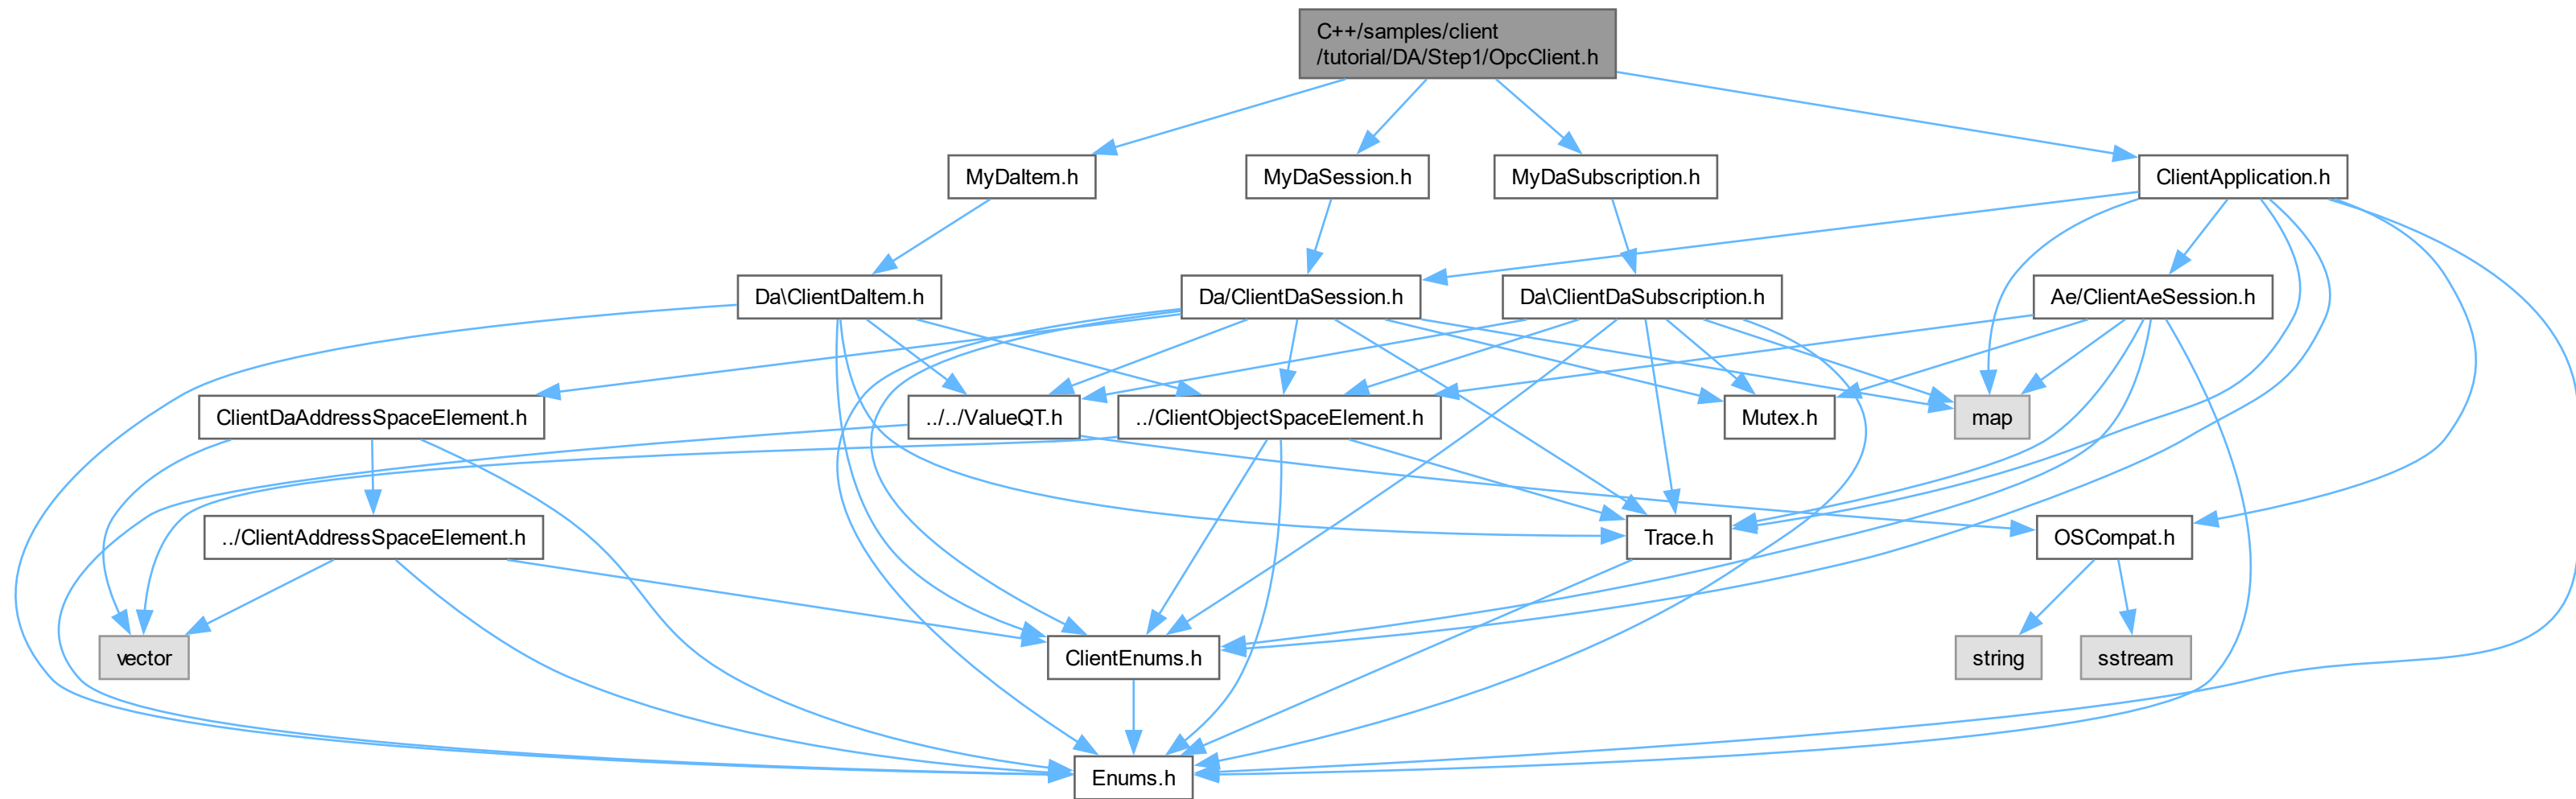 C++/samples/client
/tutorial/DA/Step1/OpcClient.h
MyDaItem.h
MyDaSession.h
MyDaSubscription.h
ClientApplication.h
Da\ClientDaItem.h
Da/ClientDaSession.h
Da\ClientDaSubscription.h
Ae/ClientAeSession.h
ClientDaAddressSpaceElement.h
../../ValueQT.h
../ClientObjectSpaceElement.h
Mutex.h
map
../ClientAddressSpaceElement.h
Trace.h
OSCompat.h
vector
ClientEnums.h
string
sstream
Enums.h